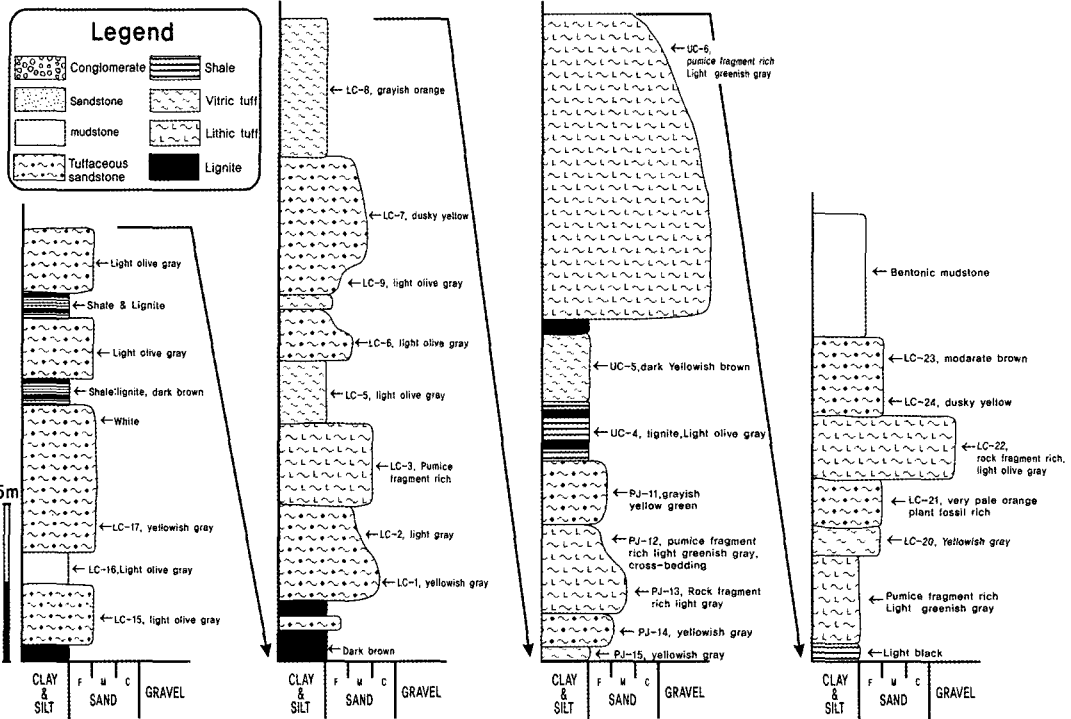 Legend
Conglomerate
Shale
Sandstone
Vitric tuff
mudstone
Lithic tuff
Tuffaceous
sandstone
Lignite
Light olive gray
Shale & Lignite
Light olive gray
Shale:lignite, dark brown
White
5m
LC-17, yellowish gray
LC-16,Light olive gray
LC-15, light olive gray
CLAY
&
SILT
F M C
SAND
GRAVEL
LC-8, grayish orange
LC-7, dusky yellow
LC-9, light olive gray
LC-6, light olive gray
LC-5, light olive gray
LC-3, Pumice
fragment rich
LC-2, light gray
LC-1, yellowish gray
Dark brown
CLAY
&
SILT
F M C
SAND
GRAVEL
UC-6,
pumice fragment rich
Light greenish gray
UC-5,dark Yellowish brown
UC-4, lignite,Light olive gray
PJ-11,grayish
yellow green
PJ-12, pumice fragment
rich light greenish gray,
cross-bedding
PJ-13, Rock fragment
rich light gray
PJ-14, yellowish gray
PJ-15, yellowish gray
CLAY
&
SILT
F M C
SAND
GRAVEL
Bentonic mudstone
LC-23, modarate brown
LC-24, dusky yellow
LC-22,
rock fragment rich,
light olive gray
LC-21, very pale orange
plant fossil rich
LC-20, Yellowish gray
Pumice fragment rich
Light greenish gray
Light black
CLAY
&
SILT
F M C
SAND
GRAVEL